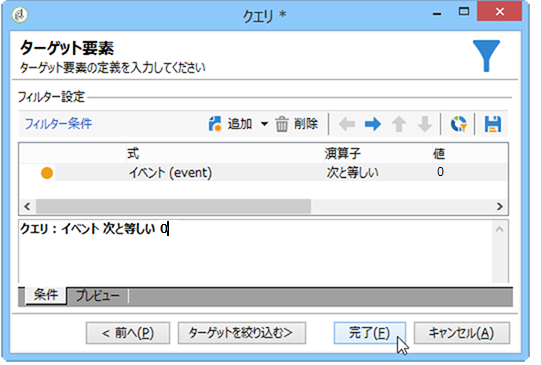 クエリ *
ターゲット要素
ターゲット要素の定義を入力してください
フィルター設定
フィルター条件 追加 削除
式 演算子 値
イベント (event) 次と等しい 0
クエリ : イベント 次と等しい 0
条件 プレビュー
< 前へ(P) ターゲットを絞り込む> 完了(F) キャンセル(A)